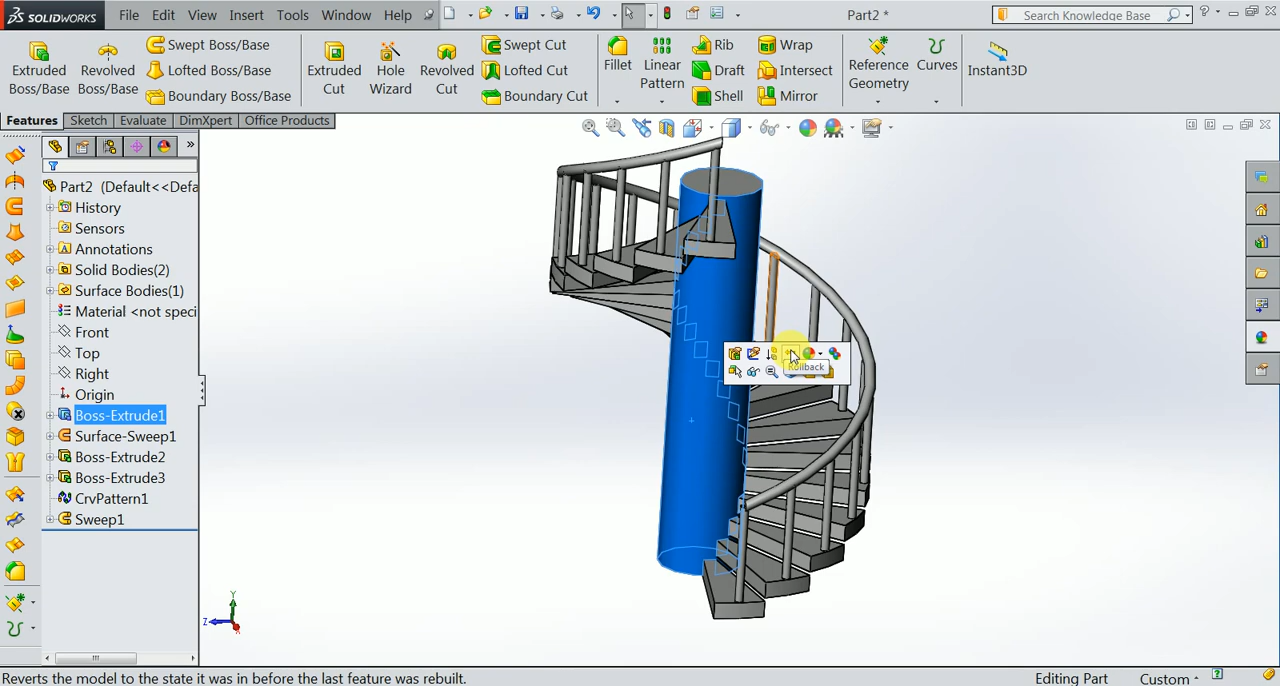 SOLIDWORKS File Edit View Insert Tools Window Help Part2 * Search Knowledge Base ?
Extruded Boss/Base
Revolved Boss/Base
Swept Boss/Base
Lofted Boss/Base
Boundary Boss/Base
Extruded Cut
Hole Wizard
Revolved Cut
Swept Cut
Lofted Cut
Boundary Cut
Fillet
Linear Pattern
Rib
Draft
Shell
Wrap
Intersect
Mirror
Reference Geometry
Curves
Instant3D
Features Sketch Evaluate DimXpert Office Products
Part2 (Default<<Defa
History
Sensors
Annotations
Solid Bodies(2)
Surface Bodies(1)
Material <not speci
Front
Top
Right
Origin
Boss-Extrude1
Surface-Sweep1
Boss-Extrude2
Boss-Extrude3
CrvPattern1
Sweep1
Rollback
Y
Z
X
Reverts the model to the state it was in before the last feature was rebuilt. Editing Part Custom